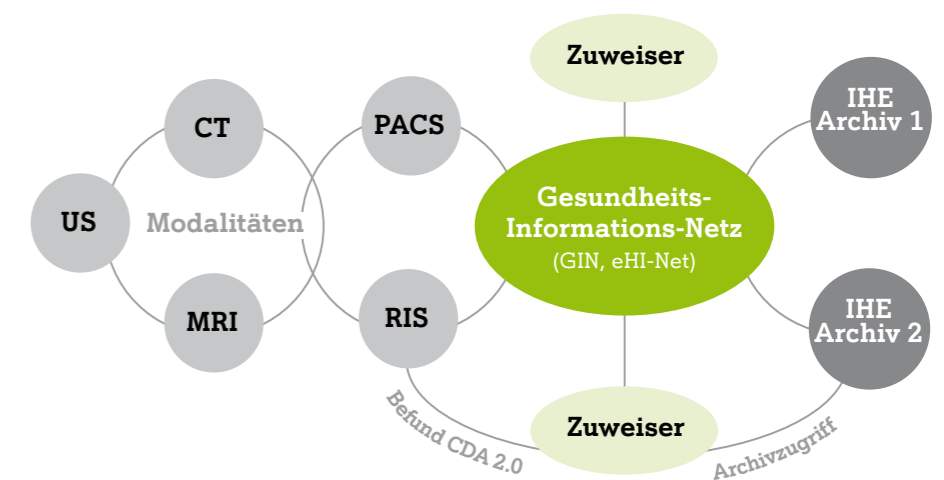 Zuweiser
IHE
Archiv 1
CT
PACS
Gesundheits-
Informations-Netz
(GIN, eHI-Net)
US
Modalitäten
MRI
RIS
IHE
Archiv 2
Zuweiser
Befund CDA 2.0
Archivzugriff